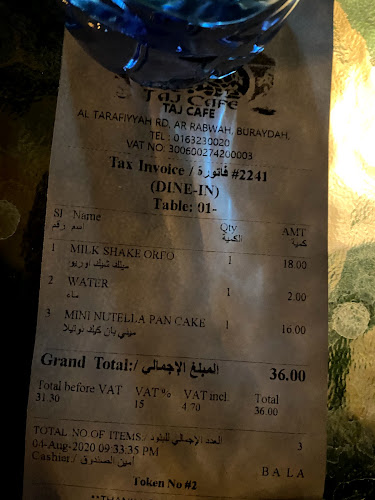 Taj Cafe
TAJ CAFE
AL TARAFIYYAH RD, AR RABWAH, BURAYDAH,
TEL : 0163230020
VAT NO: 300600274200003
Tax Invoice / فاتورة #2241
(DINE-IN)
Table: 01-
Sl Name Qty AMT
اسم رقم الكمية كمية
1 MILK SHAKE OREO 1 18.00
ميلك شيك اوريو
2 WATER 1 2.00
ماء
3 MINI NUTELLA PAN CAKE 1 16.00
ميني بان كيك نوتيلا
Grand Total:/ المبلغ الإجمالي 36.00
Total before VAT VAT% VAT incl. Total
31.30 15 4.70 36.00
TOTAL NO OF ITEMS:/ العدد الإجمالي للبنود 3
04-Aug-2020 09:33:35 PM
Cashier:/ أمين الصندوق BALA
Token No #2